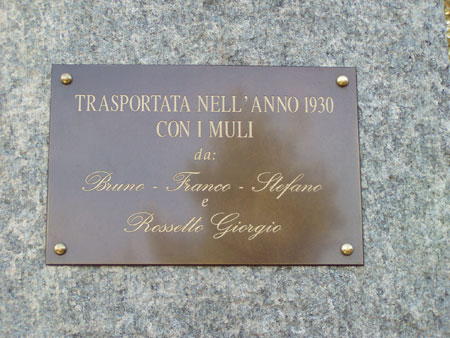 TRASPORTATA NELL'ANNO 1930
CON I MULI
da:
Bruno - Franco - Stefano
e
Rossetto Giorgio